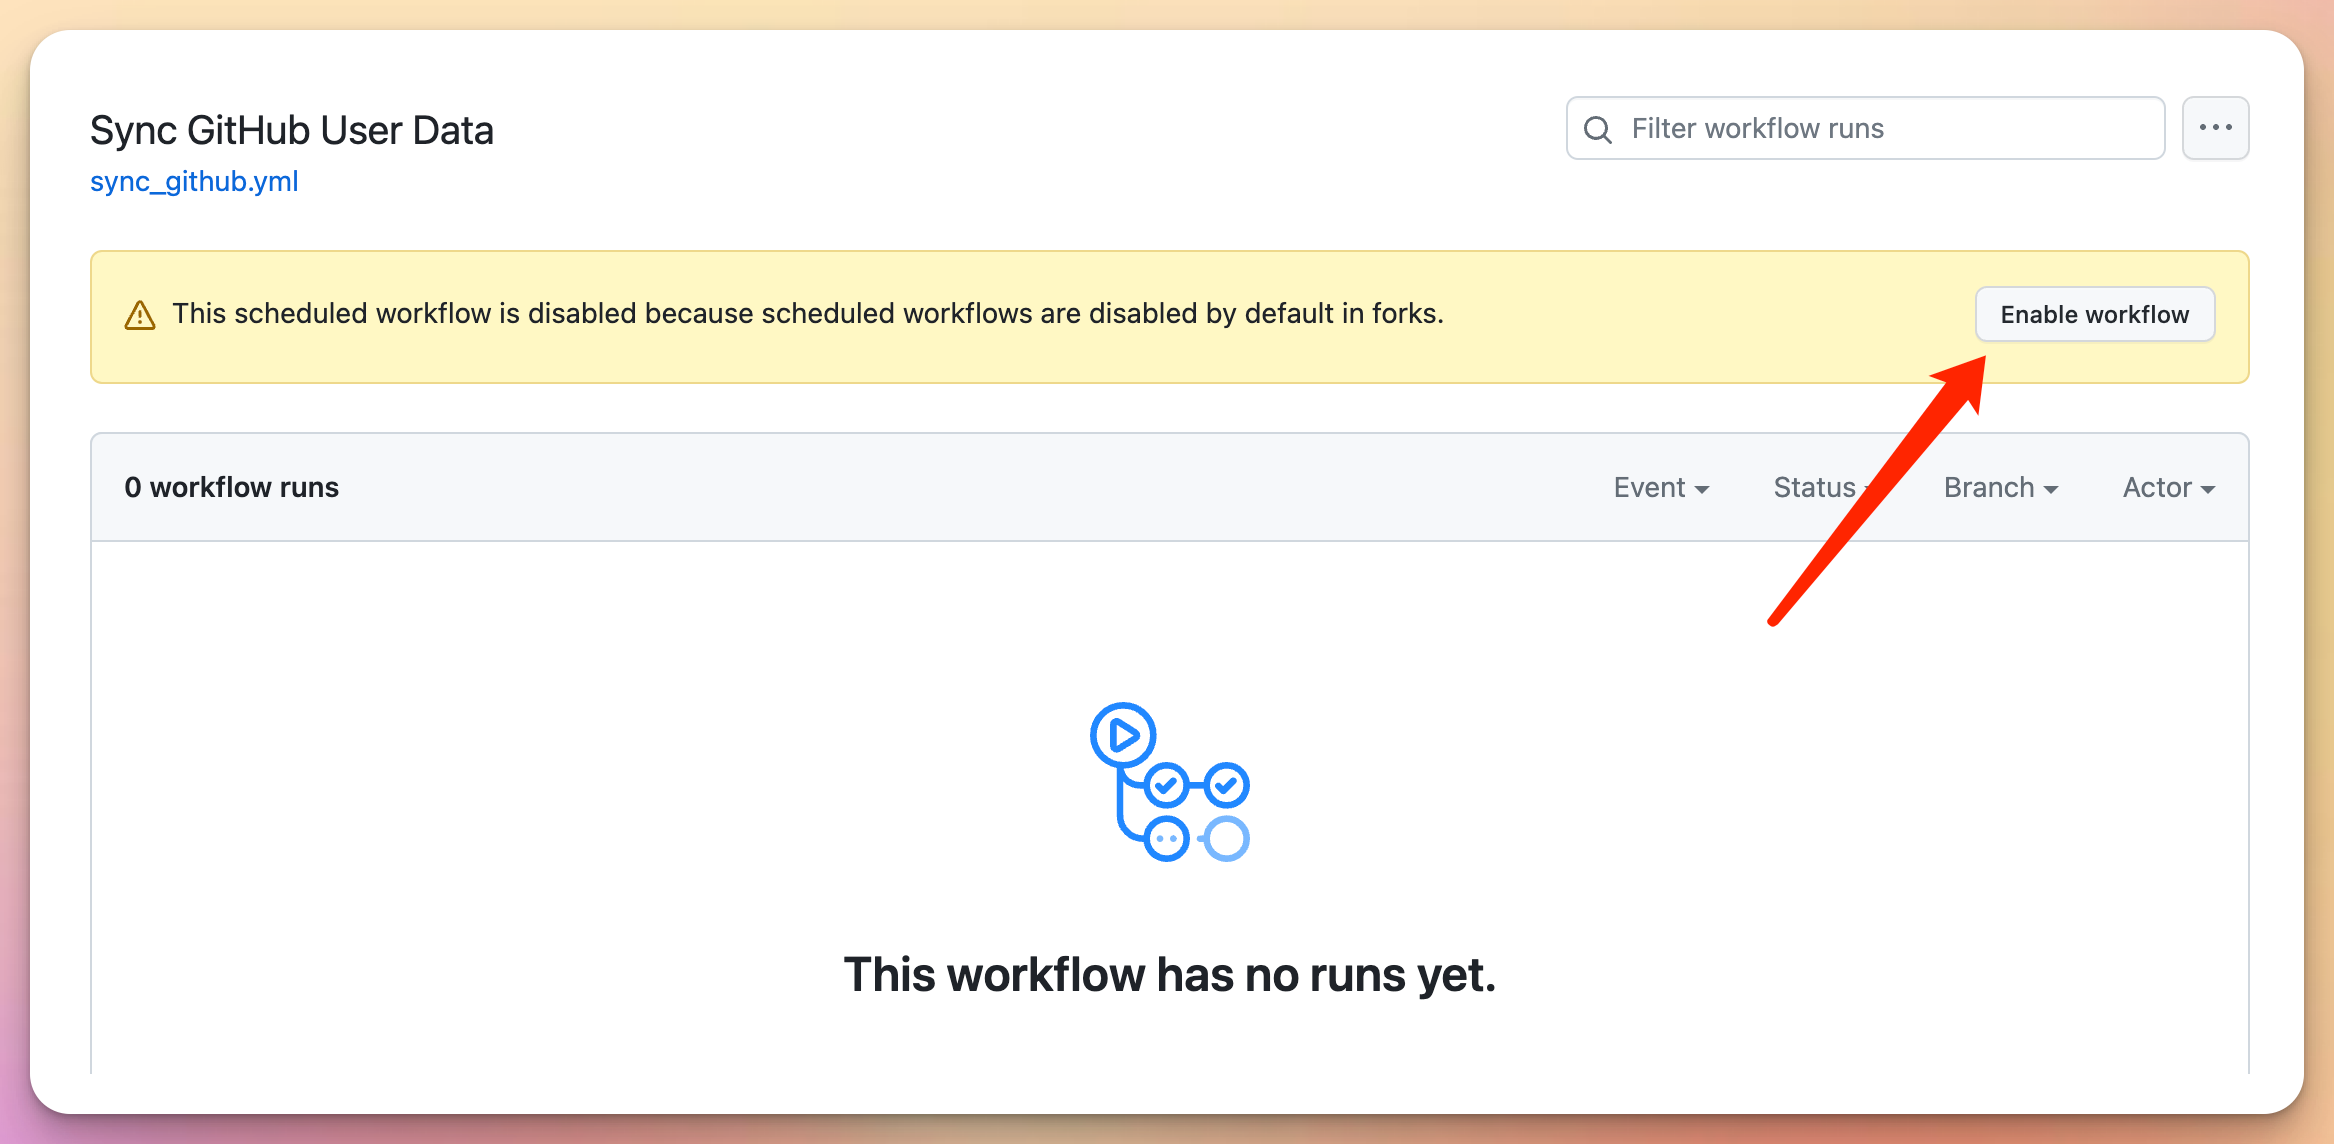 Sync GitHub User Data
Filter workflow runs
sync_github.yml
This scheduled workflow is disabled because scheduled workflows are disabled by default in forks.
Enable workflow
0 workflow runs
Event
Status
Branch
Actor
This workflow has no runs yet.